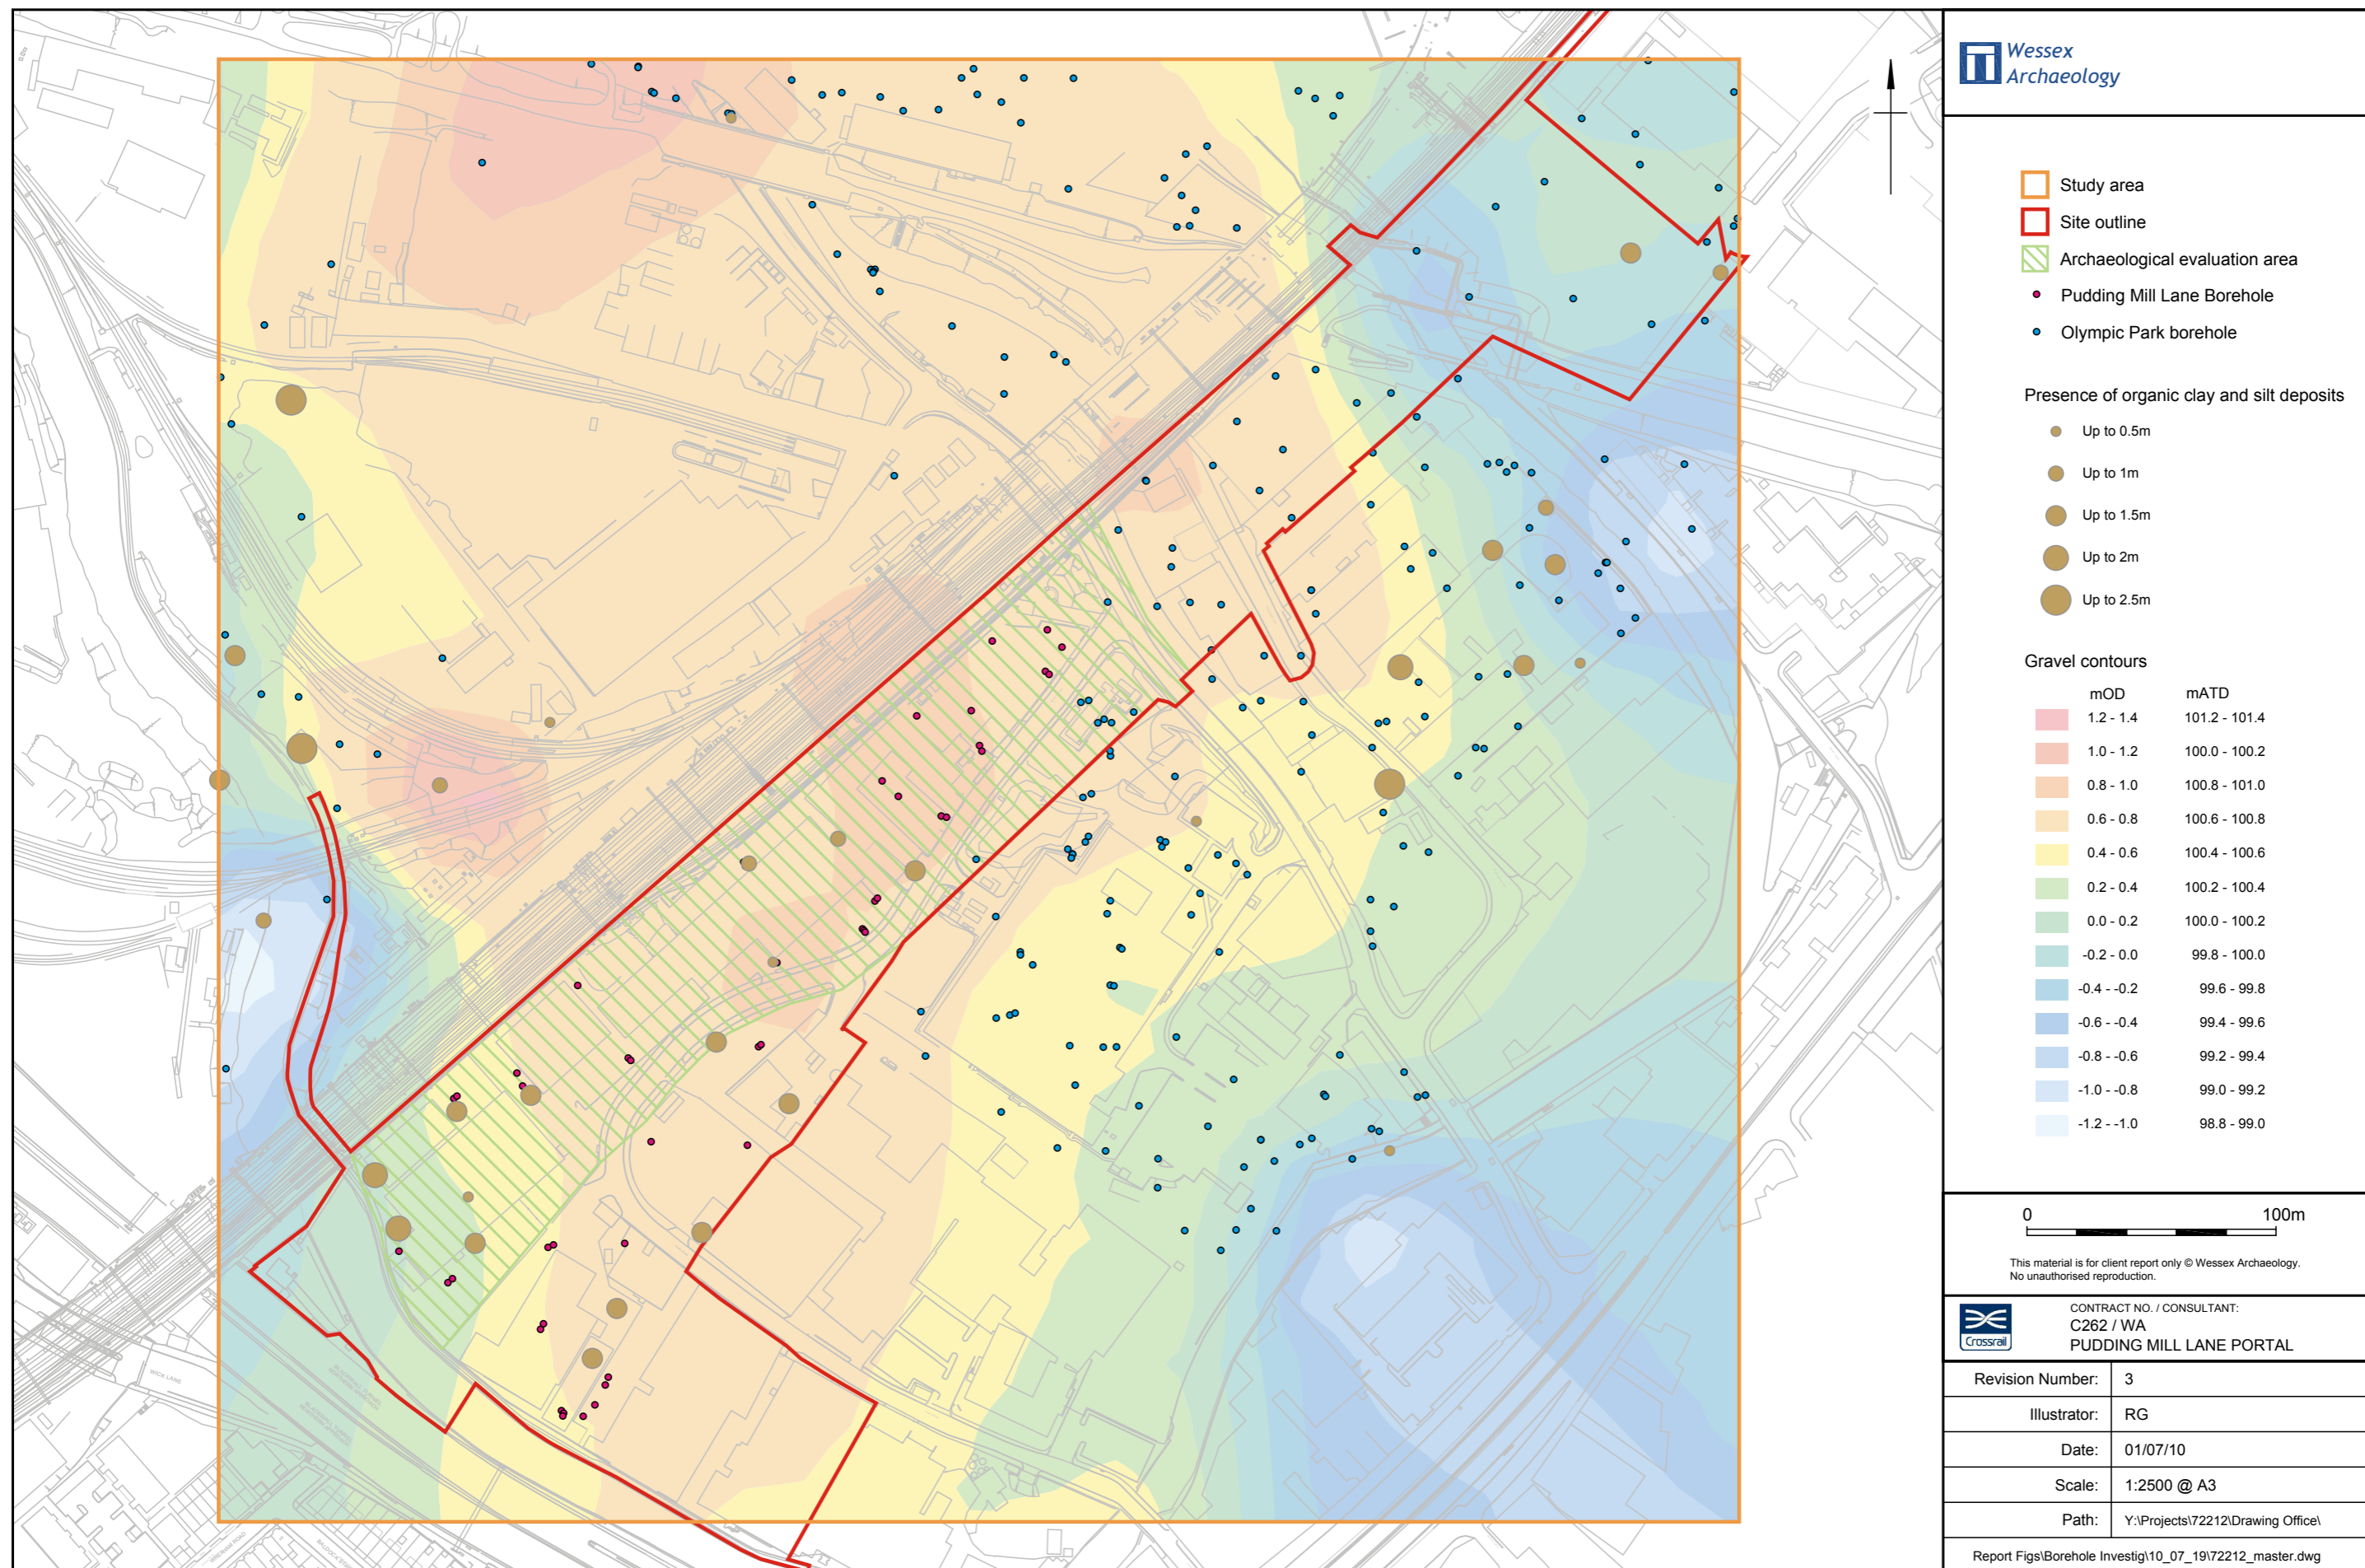 Wessex
Archaeology
Study area
Site outline
Archaeological evaluation area
Pudding Mill Lane Borehole
Olympic Park borehole
Presence of organic clay and silt deposits
Up to 0.5m
Up to 1m
Up to 1.5m
Up to 2m
Up to 2.5m
Gravel contours
mOD mATD
1.2 - 1.4 101.2 - 101.4
1.0 - 1.2 100.0 - 100.2
0.8 - 1.0 100.8 - 101.0
0.6 - 0.8 100.6 - 100.8
0.4 - 0.6 100.4 - 100.6
0.2 - 0.4 100.2 - 100.4
0.0 - 0.2 100.0 - 100.2
-0.2 - 0.0 99.8 - 100.0
-0.4 - -0.2 99.6 - 99.8
-0.6 - -0.4 99.4 - 99.6
-0.8 - -0.6 99.2 - 99.4
-1.0 - -0.8 99.0 - 99.2
-1.2 - -1.0 98.8 - 99.0
0 100m
This material is for client report only © Wessex Archaeology.
No unauthorised reproduction.
Crossrail
CONTRACT NO. / CONSULTANT:
C262 / WA
PUDDING MILL LANE PORTAL
Revision Number: 3
Illustrator: RG
Date: 01/07/10
Scale: 1:2500 @ A3
Path: Y:\Projects\72212\Drawing Office\
Report Figs\Borehole Investig\10_07_19\72212_master.dwg
WICK LANE